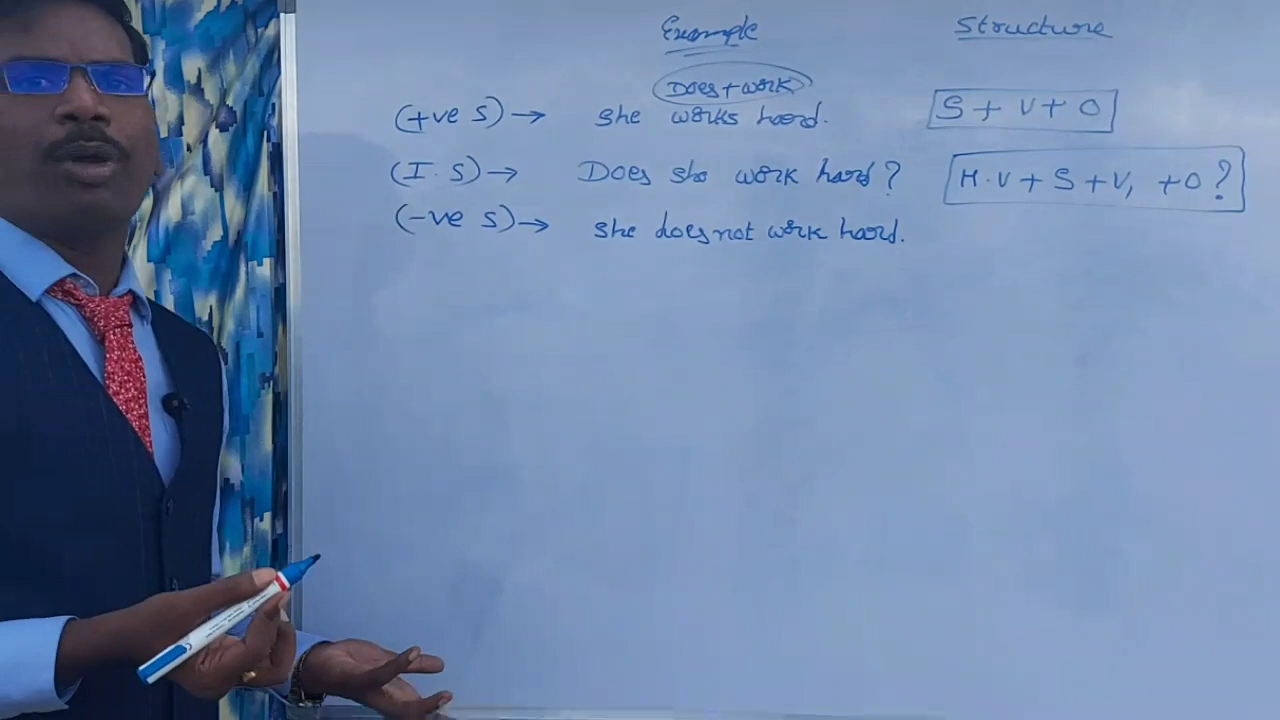 Example Structure
Does + work
(+ve S) → she works hard. S + V + O
(I. S) → Does she work hard? H.V + S + V₁ + O ?
(-ve S) → she does not work hard.